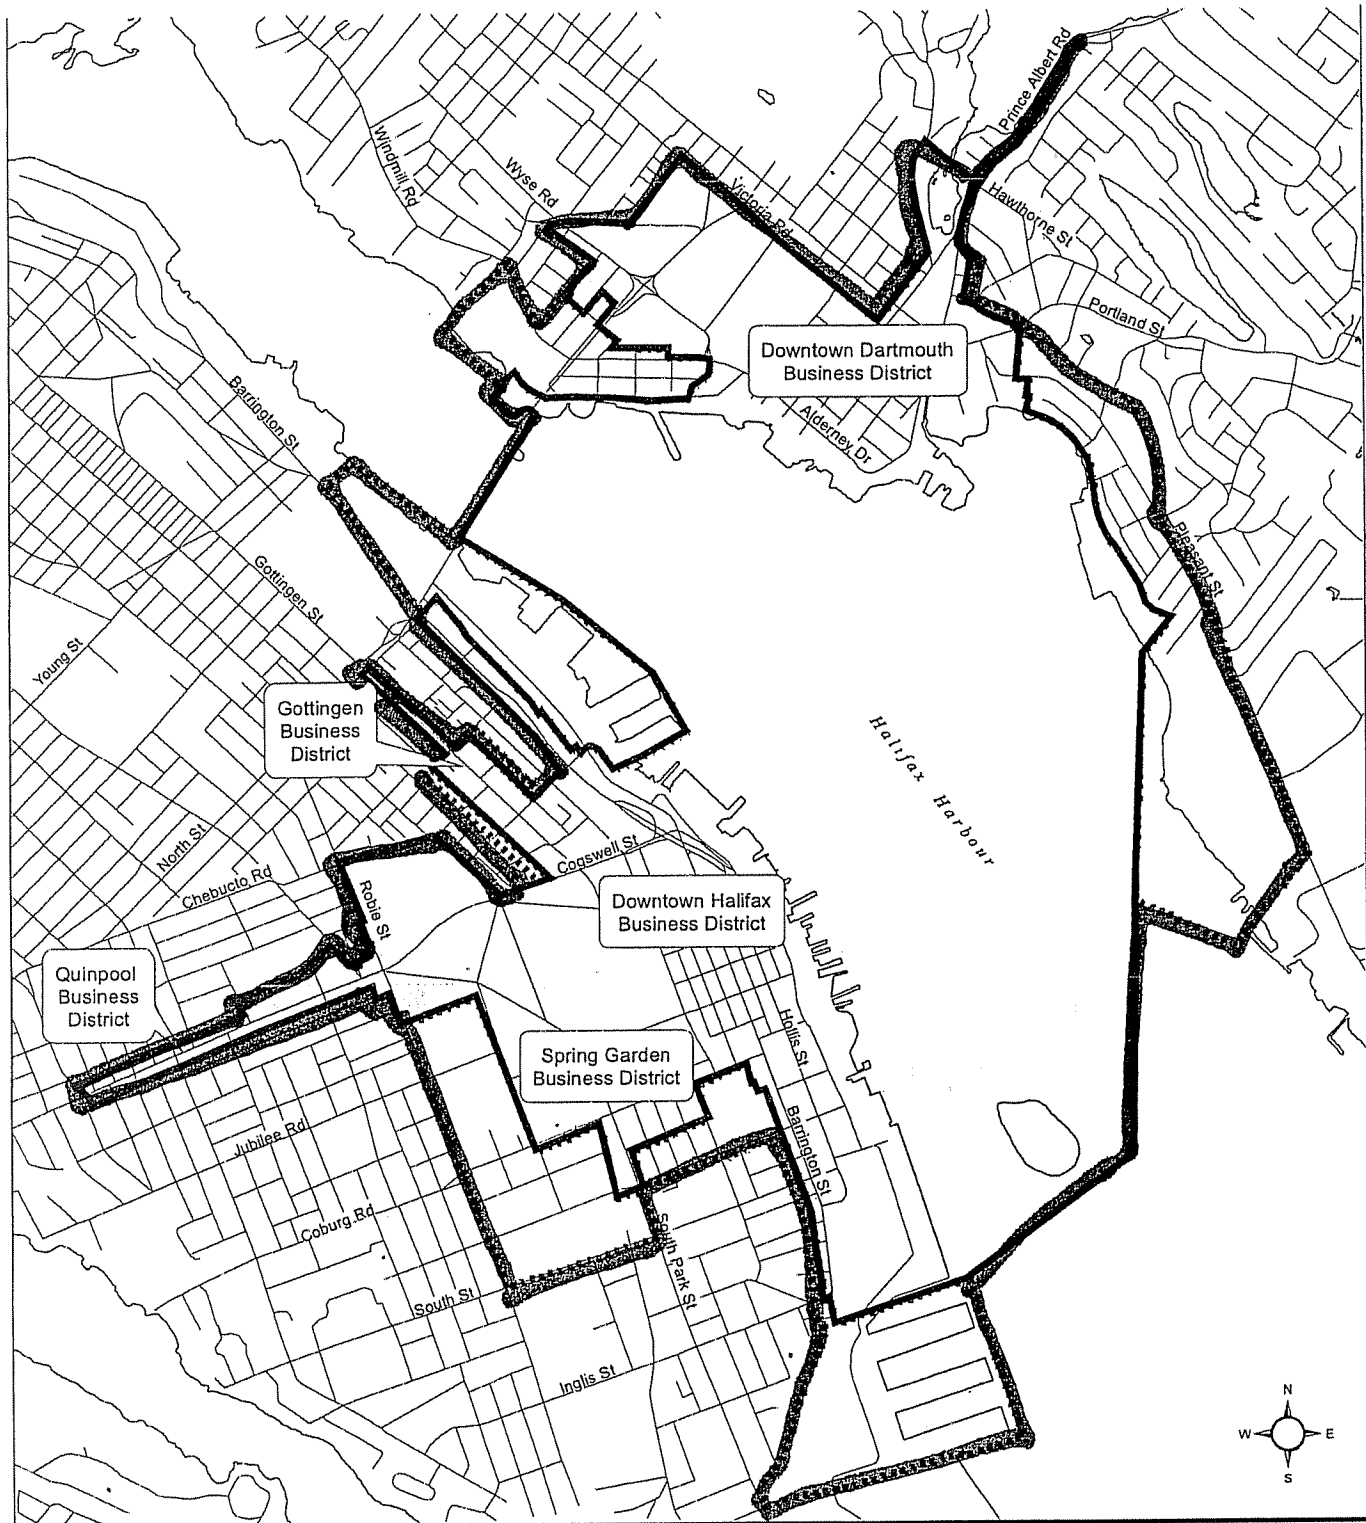 Prince Albert Rd
Windmill Rd
Wyse Rd
Victoria Rd
Hawthorne St
Portland St
Downtown Dartmouth
Business District
Barrington St
Alderney Dr
Pleasant St
Gottingen St
Young St
Gottingen
Business
District
Halifax Harbour
North St
Cogswell St
Chebucto Rd
Robie St
Downtown Halifax
Business District
Quinpool
Business
District
Hollis St
Spring Garden
Business District
Jubilee Rd
Barrington St
Coburg Rd
South Park St
South St
Inglis St
N
W E
S